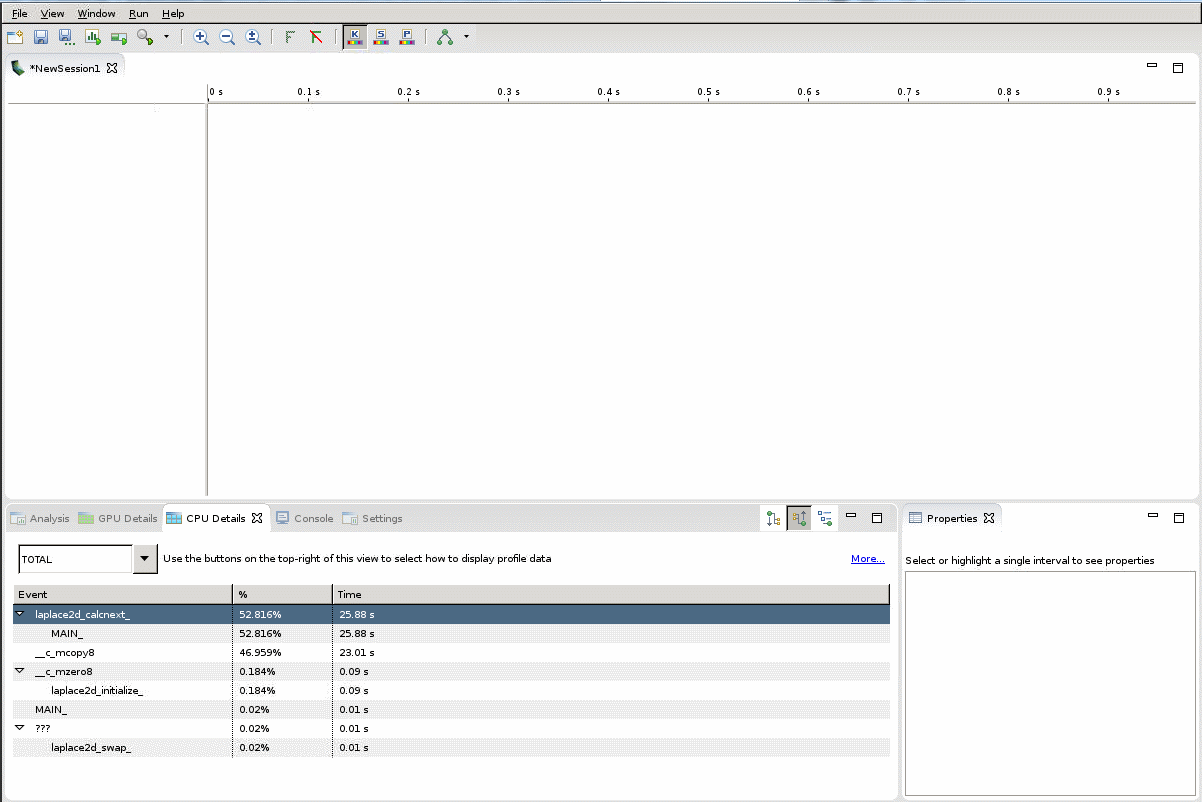 File View Window Run Help
K S P
*NewSession1
0 s 0.1 s 0.2 s 0.3 s 0.4 s 0.5 s 0.6 s 0.7 s 0.8 s 0.9 s
Analysis GPU Details CPU Details Console Settings
Properties
TOTAL Use the buttons on the top-right of this view to select how to display profile data More...
Select or highlight a single interval to see properties
Event % Time
laplace2d_calcnext_ 52.816% 25.88 s
MAIN_ 52.816% 25.88 s
__c_mcopy8 46.959% 23.01 s
__c_mzero8 0.184% 0.09 s
laplace2d_initialize_ 0.184% 0.09 s
MAIN_ 0.02% 0.01 s
??? 0.02% 0.01 s
laplace2d_swap_ 0.02% 0.01 s